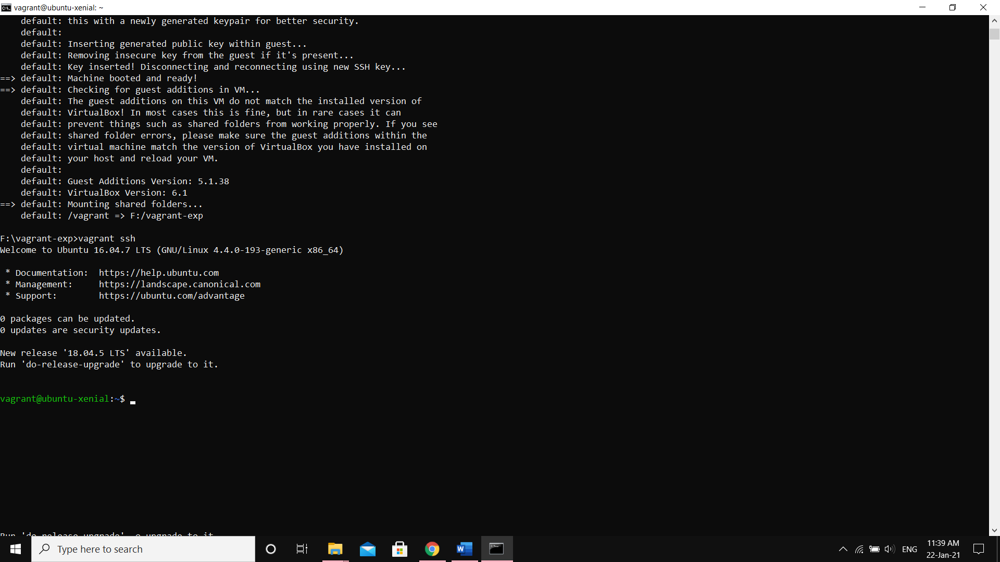 vagrant@ubuntu-xenial: ~
default: this with a newly generated keypair for better security.
default:
default: Inserting generated public key within guest...
default: Removing insecure key from the guest if it's present...
default: Key inserted! Disconnecting and reconnecting using new SSH key...
==> default: Machine booted and ready!
==> default: Checking for guest additions in VM...
default: The guest additions on this VM do not match the installed version of
default: VirtualBox! In most cases this is fine, but in rare cases it can
default: prevent things such as shared folders from working properly. If you see
default: shared folder errors, please make sure the guest additions within the
default: virtual machine match the version of VirtualBox you have installed on
default: your host and reload your VM.
default:
default: Guest Additions Version: 5.1.38
default: VirtualBox Version: 6.1
==> default: Mounting shared folders...
default: /vagrant => F:/vagrant-exp
F:\vagrant-exp>vagrant ssh
Welcome to Ubuntu 16.04.7 LTS (GNU/Linux 4.4.0-193-generic x86_64)
* Documentation:  https://help.ubuntu.com
* Management:     https://landscape.canonical.com
* Support:        https://ubuntu.com/advantage
0 packages can be updated.
0 updates are security updates.
New release '18.04.5 LTS' available.
Run 'do-release-upgrade' to upgrade to it.
vagrant@ubuntu-xenial:~$
Run 'do-release-upgrade' o upgrade to it
Type here to search
ENG
11:39 AM
22-Jan-21